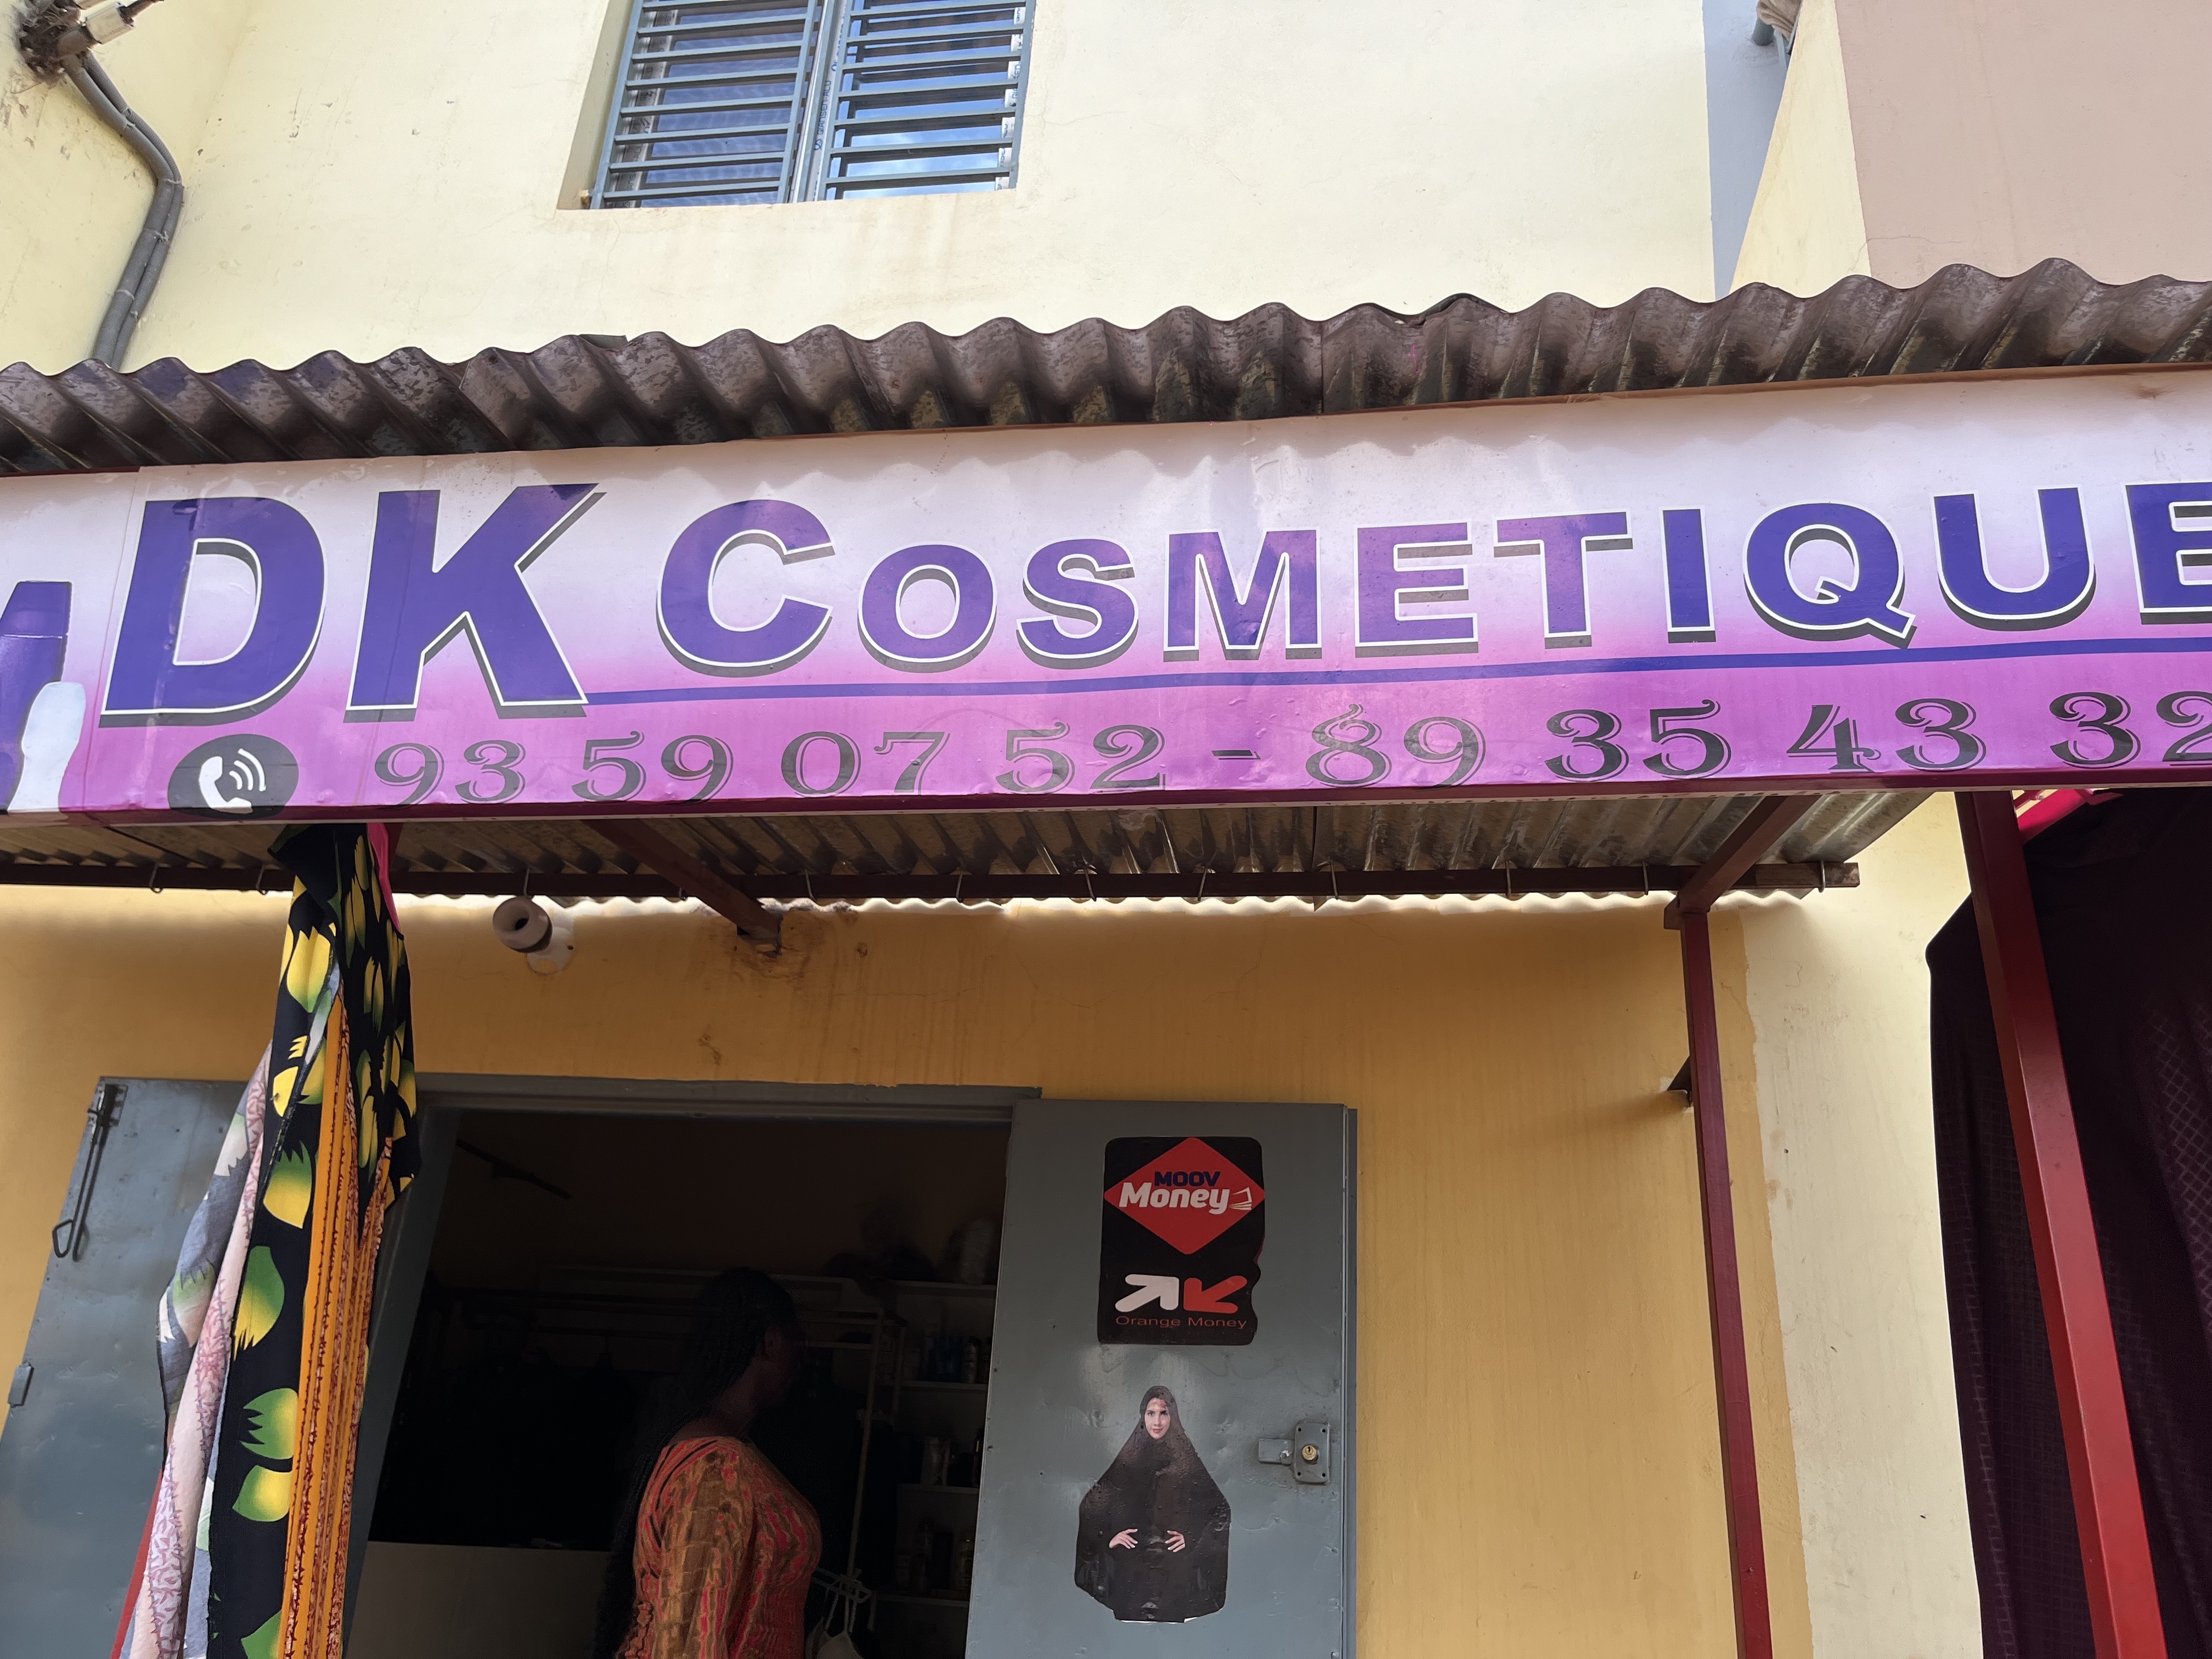 DK COSMETIQUE
93 59 07 52 - 89 35 43 32
MOOV
Money
Orange Money